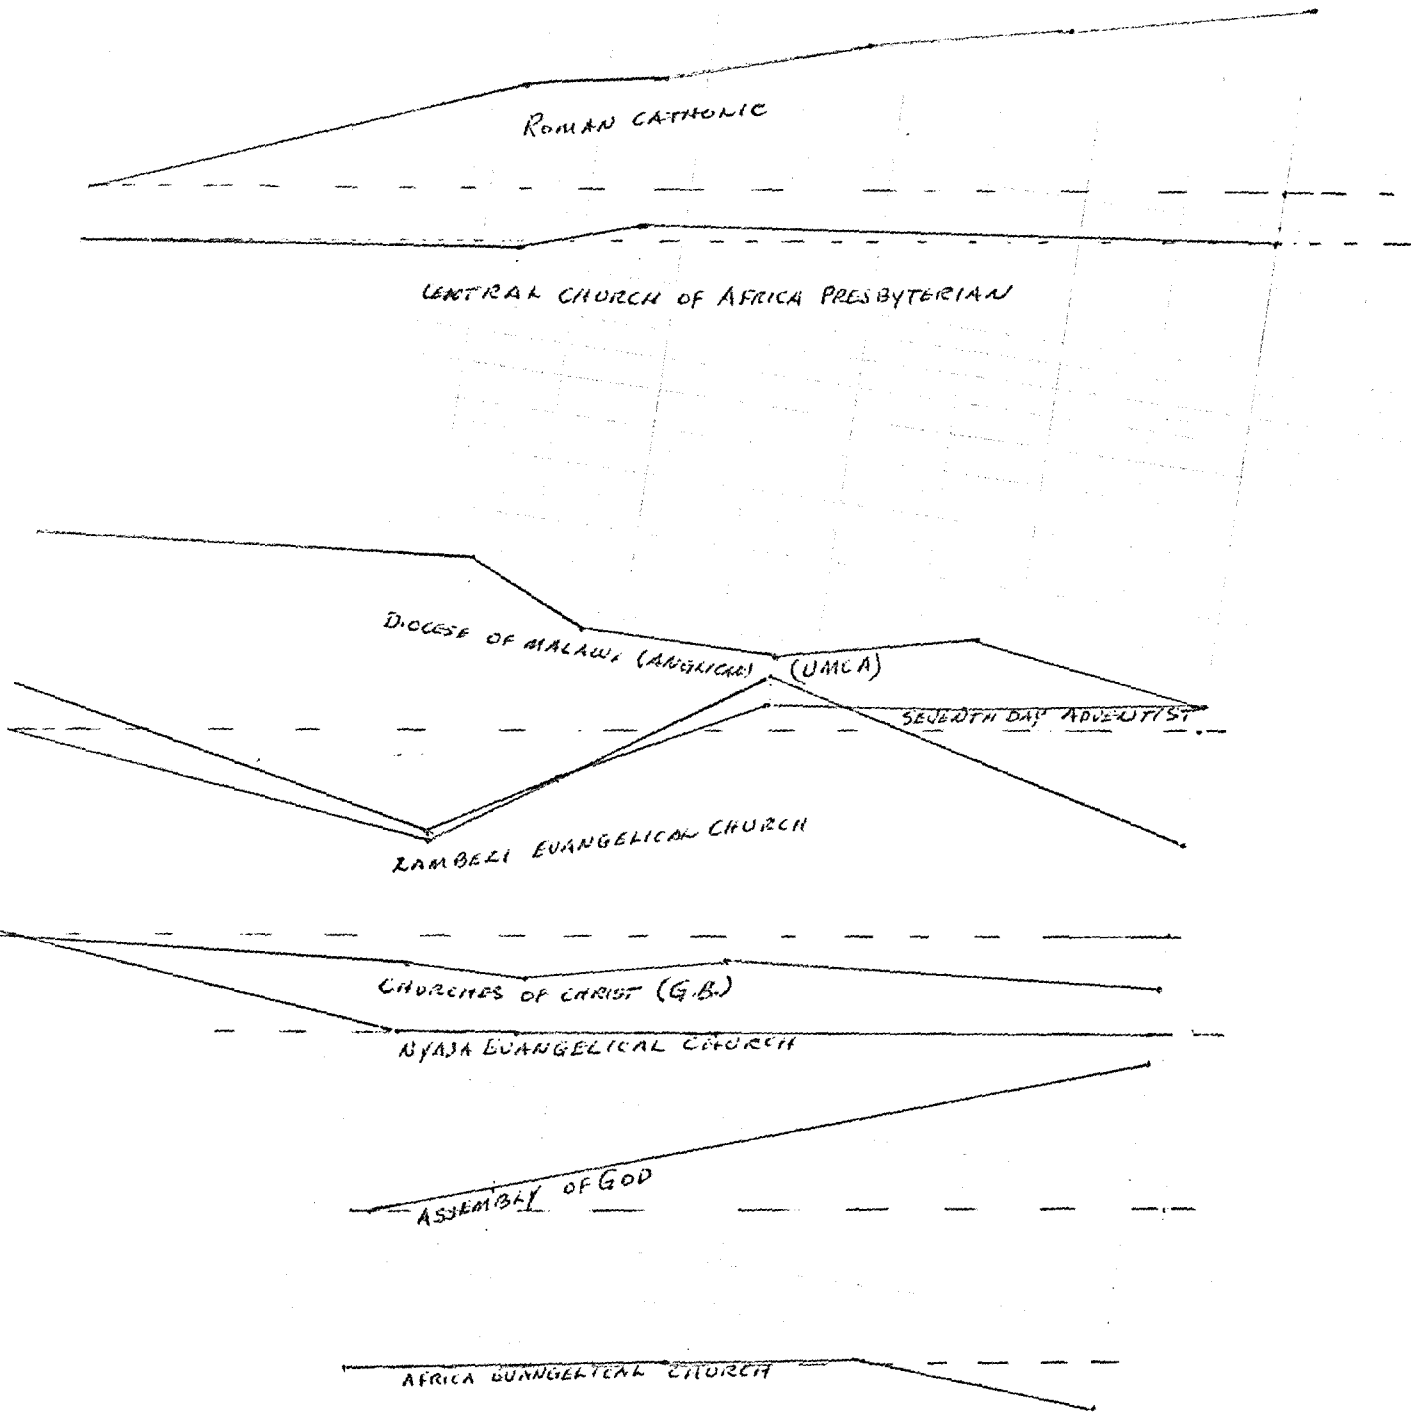 ROMAN CATHOLIC
CENTRAL CHURCH OF AFRICA PRESBYTERIAN
DIOCESE OF MALAWI (ANGLICAN) (UMCA)
SEVENTH DAY ADVENTIST
ZAMBEZI EVANGELICAL CHURCH
CHURCHES OF CHRIST (G.B.)
NYASA EVANGELICAL CHURCH
ASSEMBLY OF GOD
AFRICA EVANGELICAL CHURCH